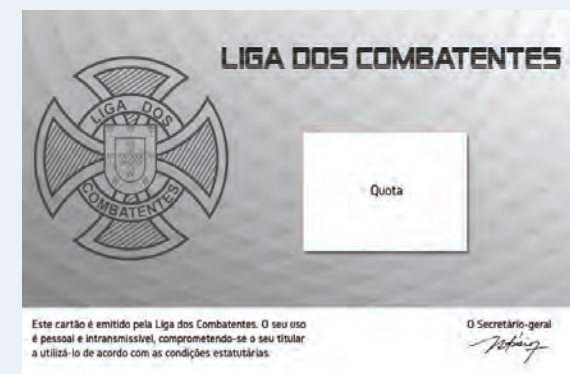 LIGA DOS COMBATENTES
LIGA DOS
COMBATENTES
Quota
Este cartão é emitido pela Liga dos Combatentes. O seu uso
é pessoal e intransmissível, comprometendo-se o seu titular
a utilizá-lo de acordo com as condições estatutárias.
O Secretário-geral